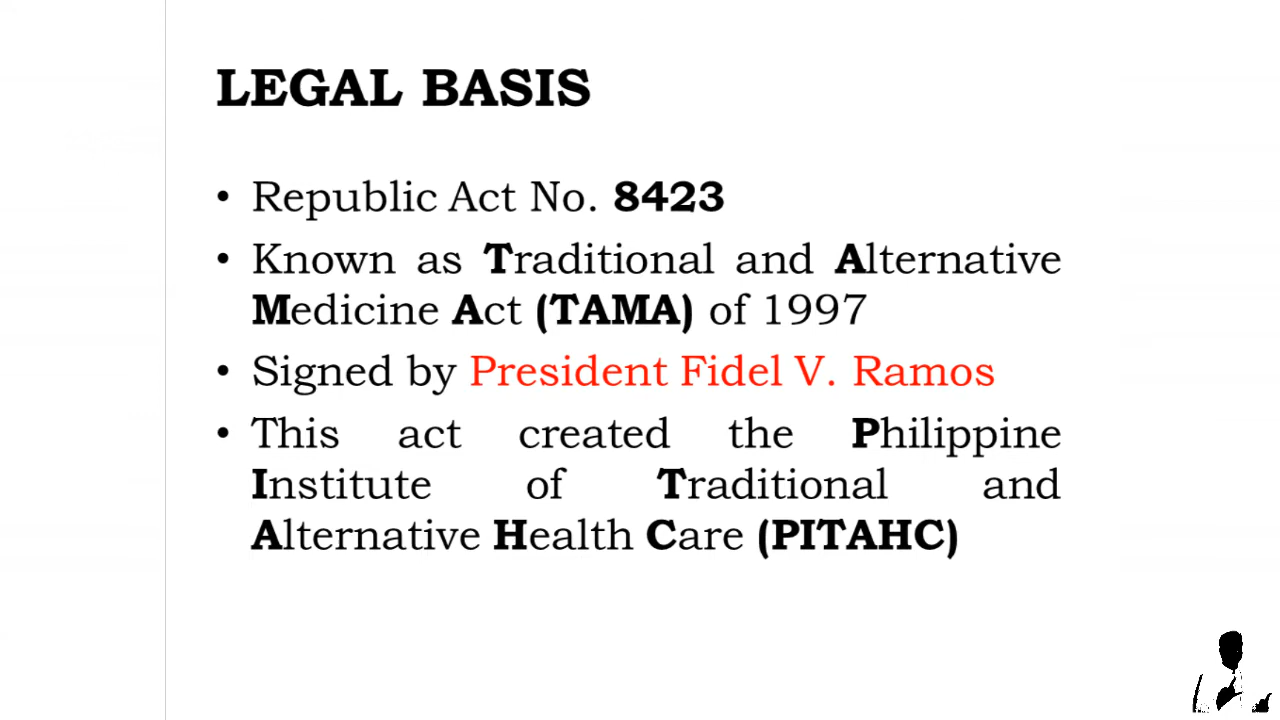 LEGAL BASIS
• Republic Act No. 8423
• Known as Traditional and Alternative
Medicine Act (TAMA) of 1997
• Signed by President Fidel V. Ramos
• This act created the Philippine
Institute of Traditional and
Alternative Health Care (PITAHC)